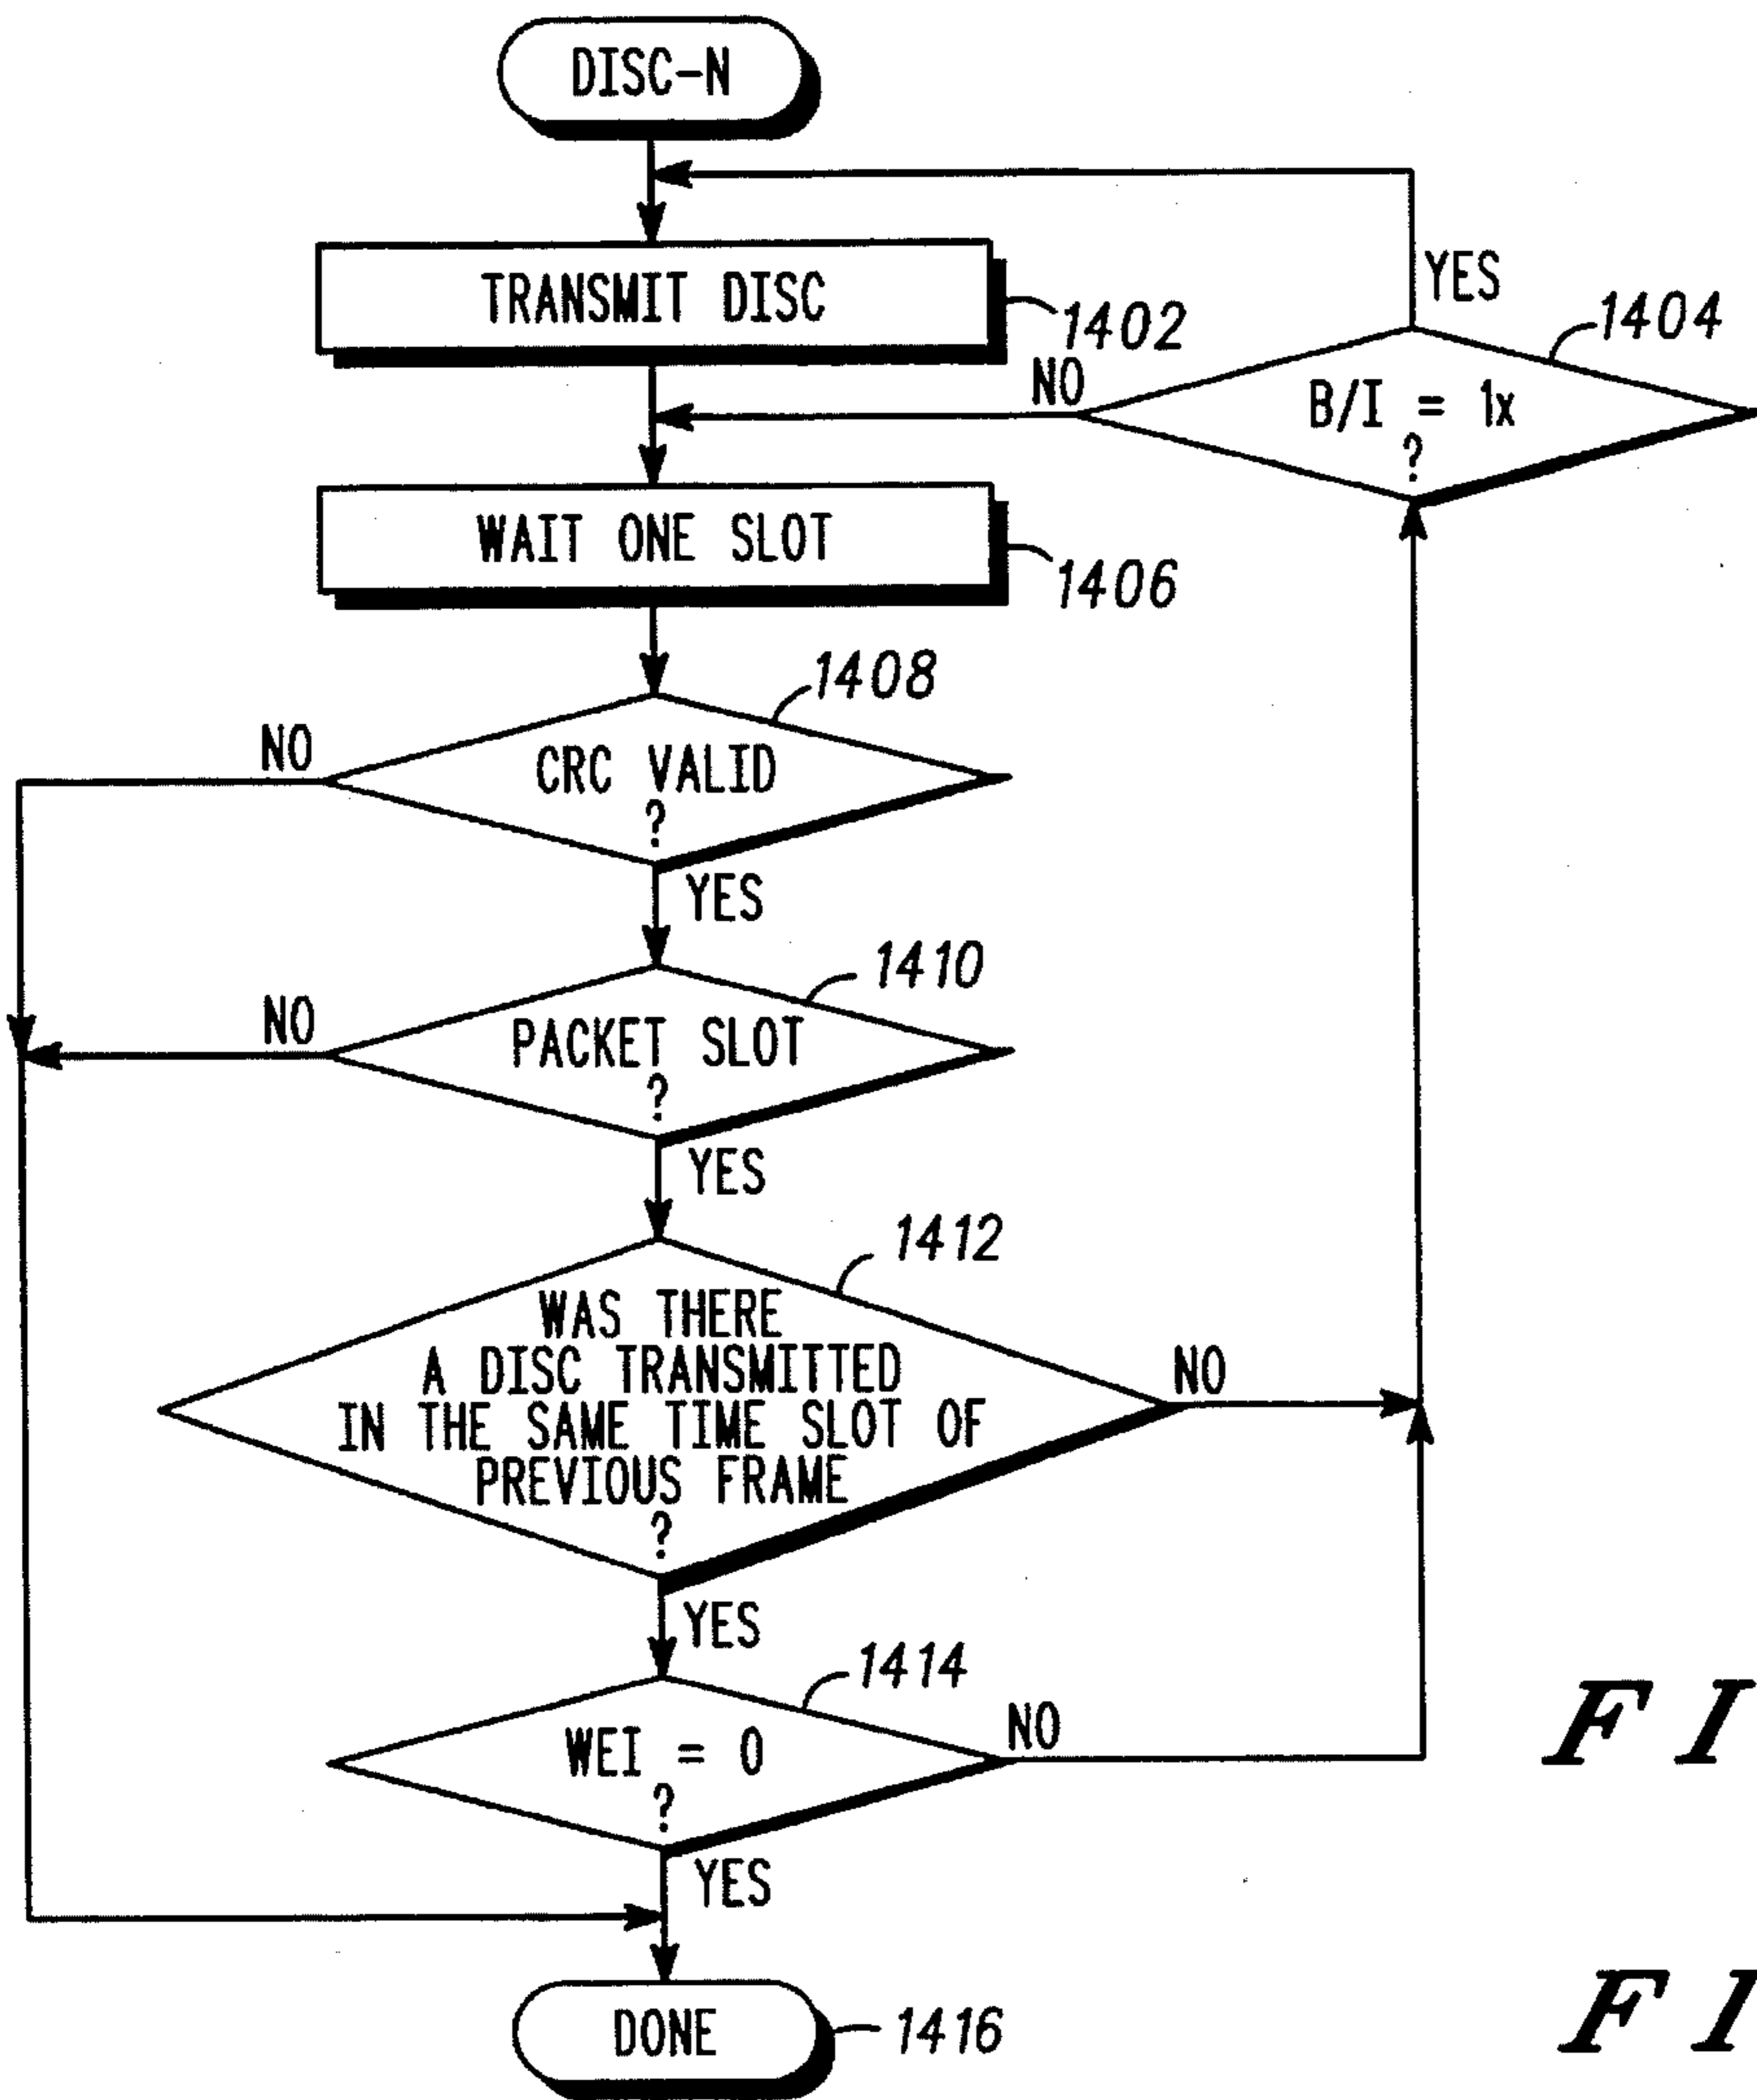 DISC-N
TRANSMIT DISC
1402
YES
1404
NO
B/I = 1x
?
WAIT ONE SLOT
1406
1408
NO
CRC VALID
?
YES
1410
NO
PACKET SLOT
?
YES
1412
WAS THERE
A DISC TRANSMITTED
IN THE SAME TIME SLOT OF
PREVIOUS FRAME
?
NO
YES
1414
WEI = 0
?
NO
YES
FI
DONE
1416
FI